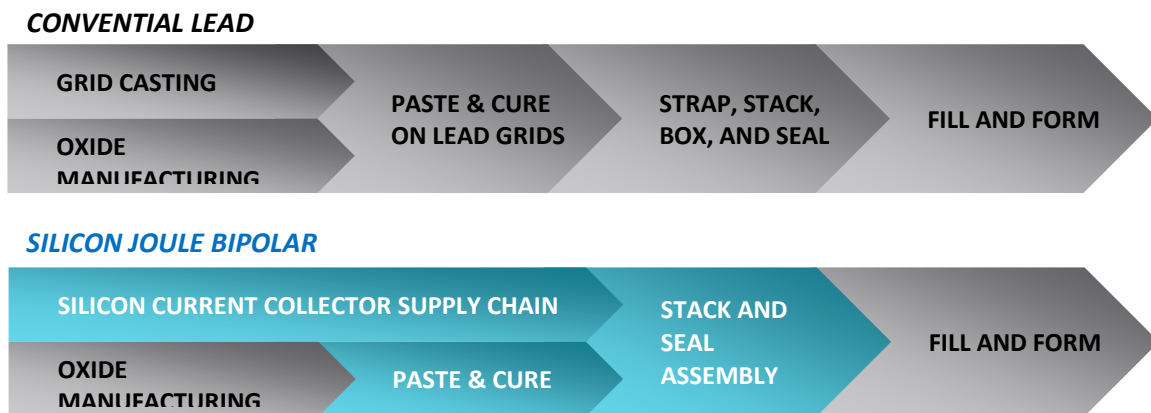 CONVENTIAL LEAD
GRID CASTING
OXIDE
MANUFACTURING
PASTE & CURE
ON LEAD GRIDS
STRAP, STACK,
BOX, AND SEAL
FILL AND FORM
SILICON JOULE BIPOLAR
SILICON CURRENT COLLECTOR SUPPLY CHAIN
OXIDE
MANUFACTURING
PASTE & CURE
STACK AND
SEAL
ASSEMBLY
FILL AND FORM